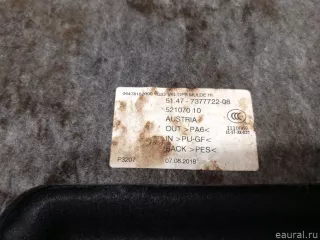 51.47 - 7377722-06
521070 10
AUSTRIA
OUT >PA6<
IN >PU-GF<
BACK >PES<
P3207
07.06.2018
© eaural.ru